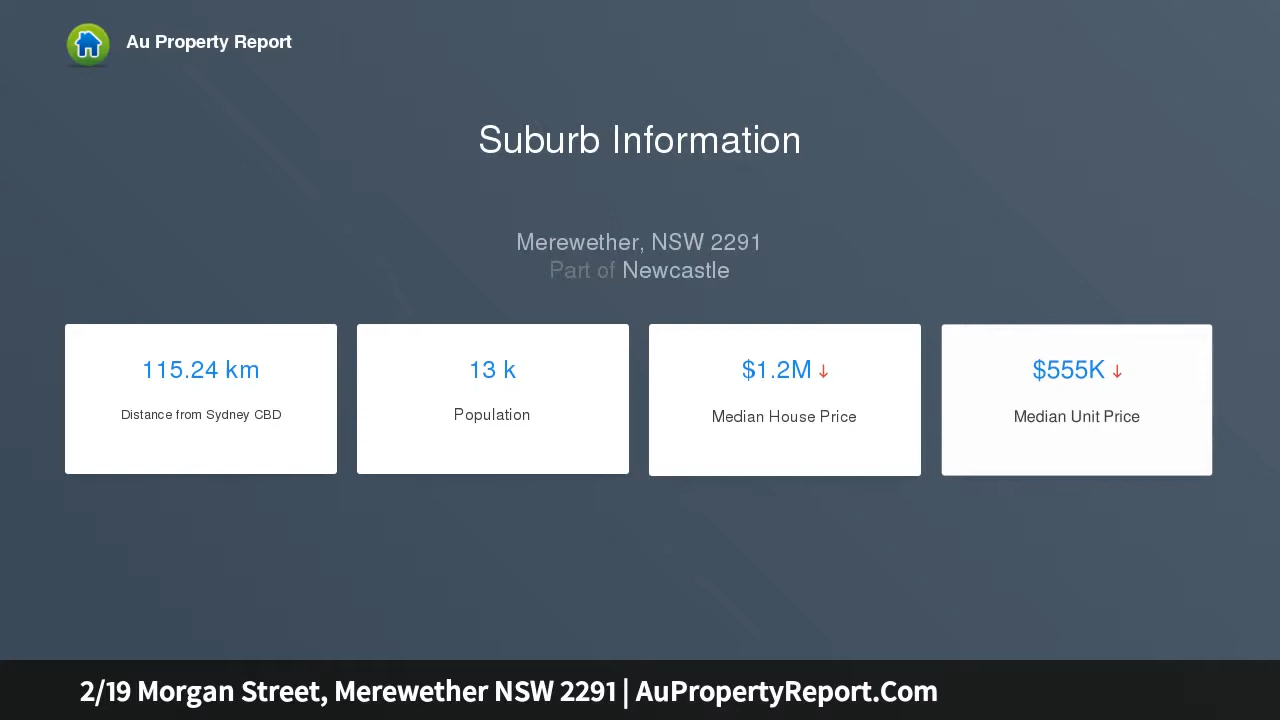 Au Property Report
Suburb Information
Merewether, NSW 2291
Part of Newcastle
115.24 km
Distance from Sydney CBD
13 k
Population
$1.2M ↓
Median House Price
$555K ↓
Median Unit Price
2/19 Morgan Street, Merewether NSW 2291 | AuPropertyReport.Com